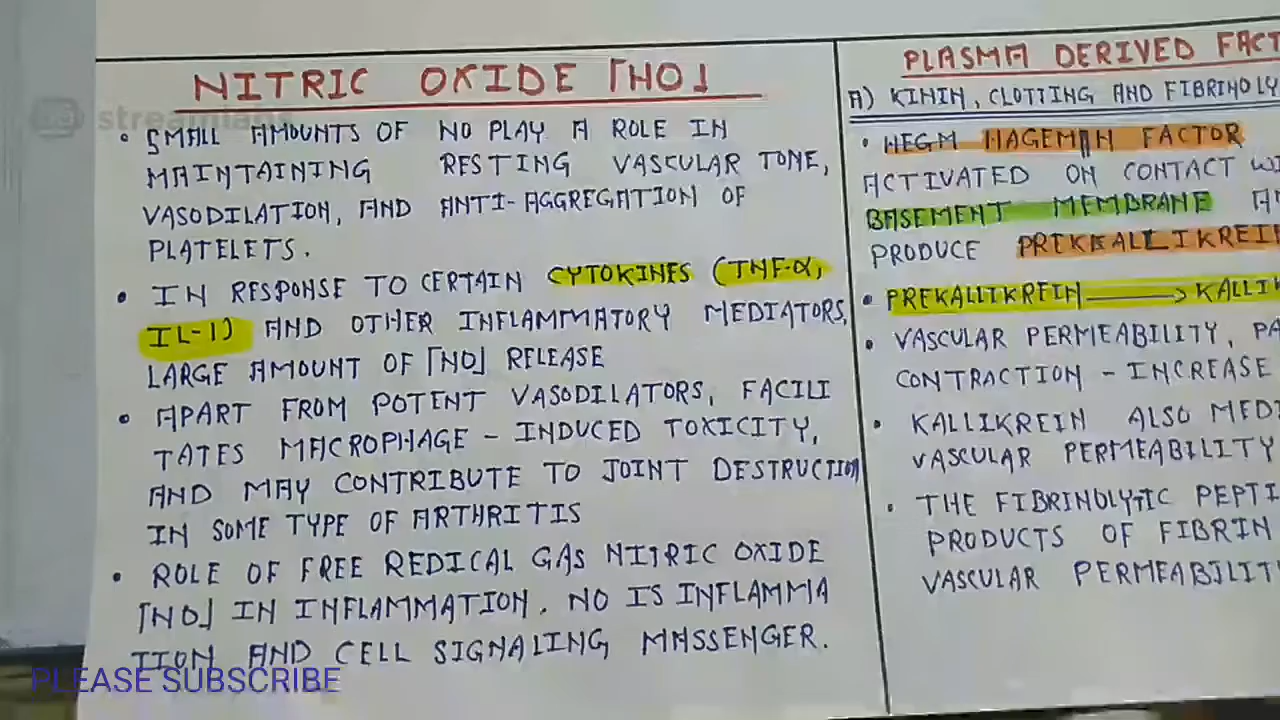 NITRIC OXIDE [NO]
• SMALL AMOUNTS OF NO PLAY A ROLE IN
MAINTAINING RESTING VASCULAR TONE,
VASODILATION, AND ANTI-AGGREGATION OF
PLATELETS.
• IN RESPONSE TO CERTAIN CYTOKINES (TNF-α,
IL-1) AND OTHER INFLAMMATORY MEDIATORS,
LARGE AMOUNT OF [NO] RELEASE
• APART FROM POTENT VASODILATORS, FACILI
TATES MACROPHAGE - INDUCED TOXICITY,
AND MAY CONTRIBUTE TO JOINT DESTRUCTION
IN SOME TYPE OF ARTHRITIS
• ROLE OF FREE REDICAL GAS NITRIC OXIDE
[NO] IN INFLAMMATION. NO IS INFLAMMA
TION AND CELL SIGNALING MASSENGER.
PLASMA DERIVED FACT
A) KININ, CLOTTING AND FIBRINOLY
• HEGM HAGEMAN FACTOR
ACTIVATED ON CONTACT WI
BASEMENT MEMBRANE A
PRODUCE PREKKALLIKREIN
• PREKALLIKREIN → KALLIK
• VASCULAR PERMEABILITY, PA
CONTRACTION - INCREASE
• KALLIKREIN ALSO MED
VASCULAR PERMEABILITY
• THE FIBRINOLYTIC PEPTI
PRODUCTS OF FIBRIN
VASCULAR PERMEABILIT
streamians
PLEASE SUBSCRIBE